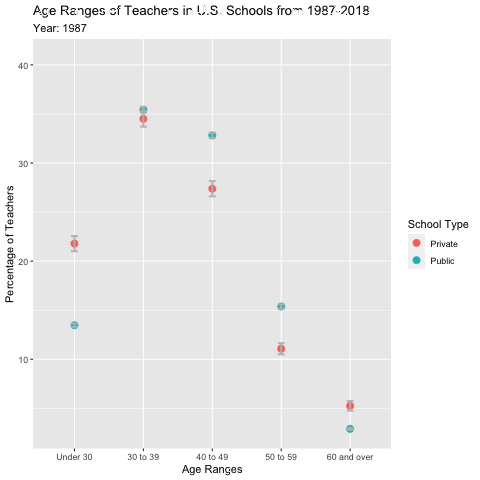 Age Ranges of Teachers in U.S. Schools from 1987-2018
Year: 1987
40
30
20
10
Percentage of Teachers
Under 30
30 to 39
40 to 49
50 to 59
60 and over
Age Ranges
School Type
Private
Public